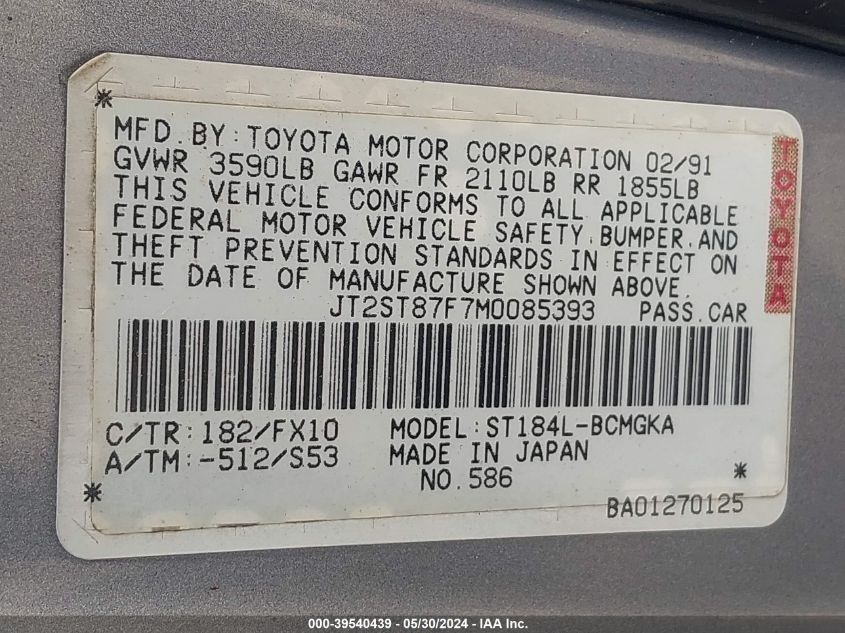 MFD. BY: TOYOTA MOTOR CORPORATION 02/91
GVWR 3590LB GAWR FR 2110LB RR 1855LB
THIS VEHICLE CONFORMS TO ALL APPLICABLE
FEDERAL MOTOR VEHICLE SAFETY, BUMPER, AND
THEFT PREVENTION STANDARDS IN EFFECT ON
THE DATE OF MANUFACTURE SHOWN ABOVE.
JT2ST87F7M0085393 PASS. CAR
TOYOTA
C/TR: 182/FX10 MODEL: ST184L-BCMGKA
A/TM: -512/S53 MADE IN JAPAN
NO. 586
BA01270125
000-39540439 - 05/30/2024 - IAA Inc.